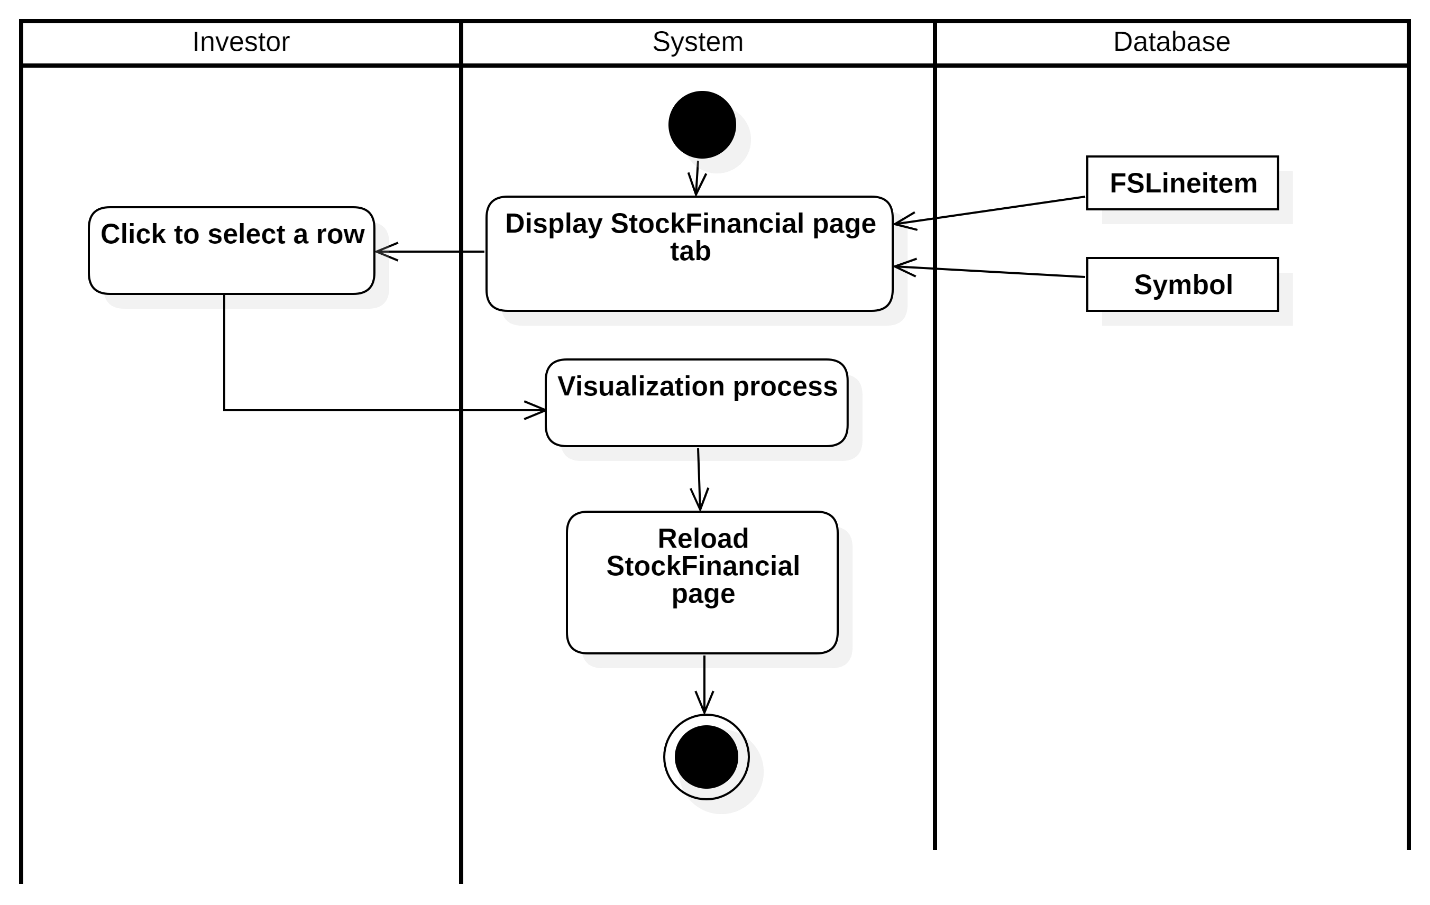 Investor
System
Database
FSLineitem
Click to select a row
Display StockFinancial page
tab
Symbol
Visualization process
Reload
StockFinancial
page